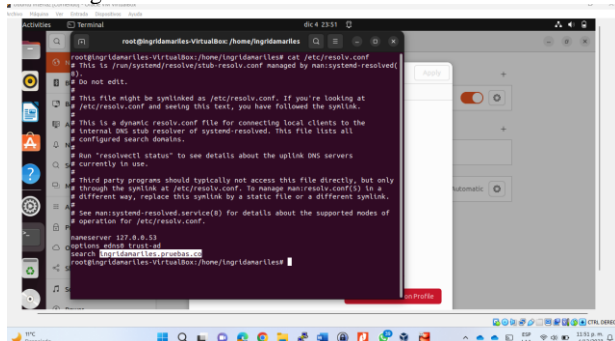 Ver Entrada Dispositivos Ayuda
Activities Terminal dic 4 23:51
root@ingridamariles-VirtualBox: /home/ingridamariles
root@ingridamariles-VirtualBox:/home/ingridamariles# cat /etc/resolv.conf
# This is /run/systemd/resolve/stub-resolv.conf managed by man:systemd-resolved(
8).
# Do not edit.
#
# This file might be symlinked as /etc/resolv.conf. If you're looking at
# /etc/resolv.conf and seeing this text, you have followed the symlink.
#
# This is a dynamic resolv.conf file for connecting local clients to the
# internal DNS stub resolver of systemd-resolved. This file lists all
# configured search domains.
#
# Run "resolvectl status" to see details about the uplink DNS servers
# currently in use.
#
# Third party programs should typically not access this file directly, but only
# through the symlink at /etc/resolv.conf. To manage man:resolv.conf(5) in a
# different way, replace this symlink by a static file or a different symlink.
#
# See man:systemd-resolved.service(8) for details about the supported modes of
# operation for /etc/resolv.conf.

nameserver 127.0.0.53
options edns0 trust-ad
search ingridamariles.pruebas.co
root@ingridamariles-VirtualBox:/home/ingridamariles#
Apply
Automatic
on Profile
11°C
ESP
11:51 p. m.